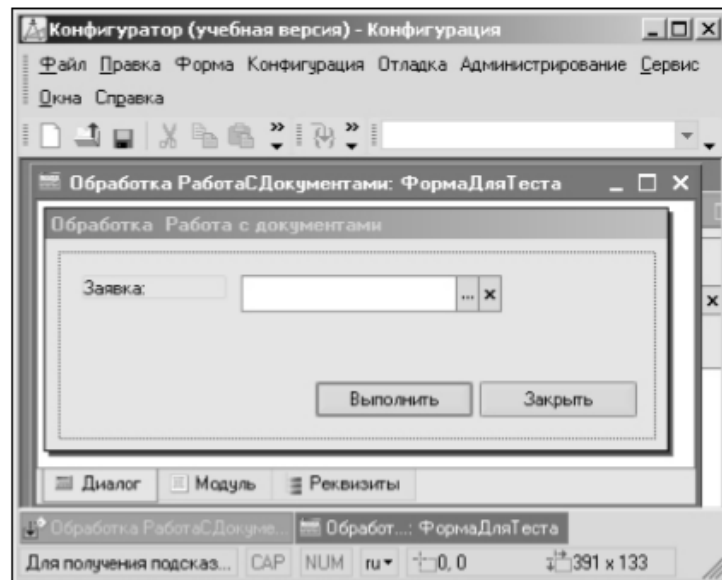 Конфигуратор (учебная версия) - Конфигурация
Файл Правка Форма Конфигурация Отладка Администрирование Сервис
Окна Справка
Обработка РаботаСДокументами: ФормаДляТеста
Обработка Работа с документами
Заявка:
Выполнить Закрыть
Диалог Модуль Реквизиты
Обработка РаботаСДокуме... Обработ...: ФормаДляТеста
Для получения подсказ... CAP NUM ru 0, 0 391 x 133